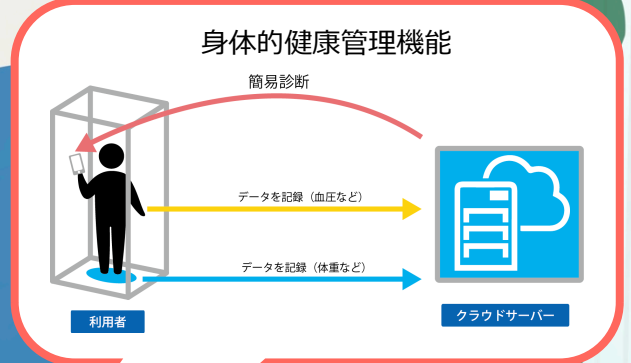 身体的健康管理機能
簡易診断
データを記録（血圧など）
データを記録（体重など）
利用者
クラウドサーバー